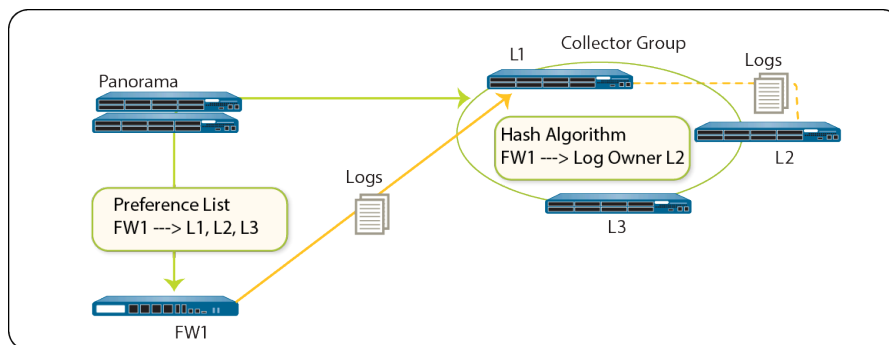 Collector Group
L1
Logs
Panorama
Hash Algorithm
FW1 ---> Log Owner L2
L2
Logs
Preference List
FW1 ---> L1, L2, L3
L3
FW1